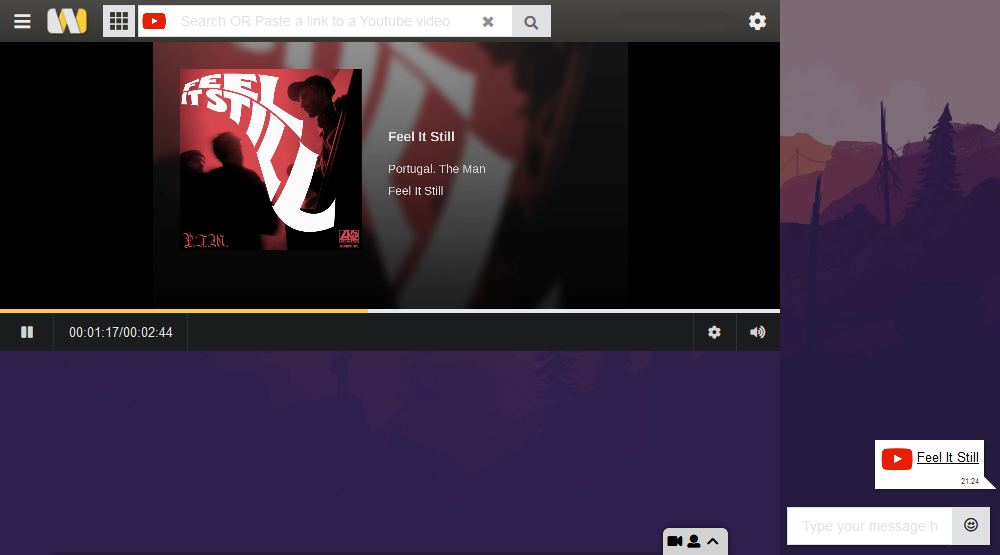 Search OR Paste a link to a Youtube video
FEEL
IT STILL
P.T.M.
Feel It Still
Portugal. The Man
Feel It Still
00:01:17/00:02:44
Feel It Still
21:24
Type your message h